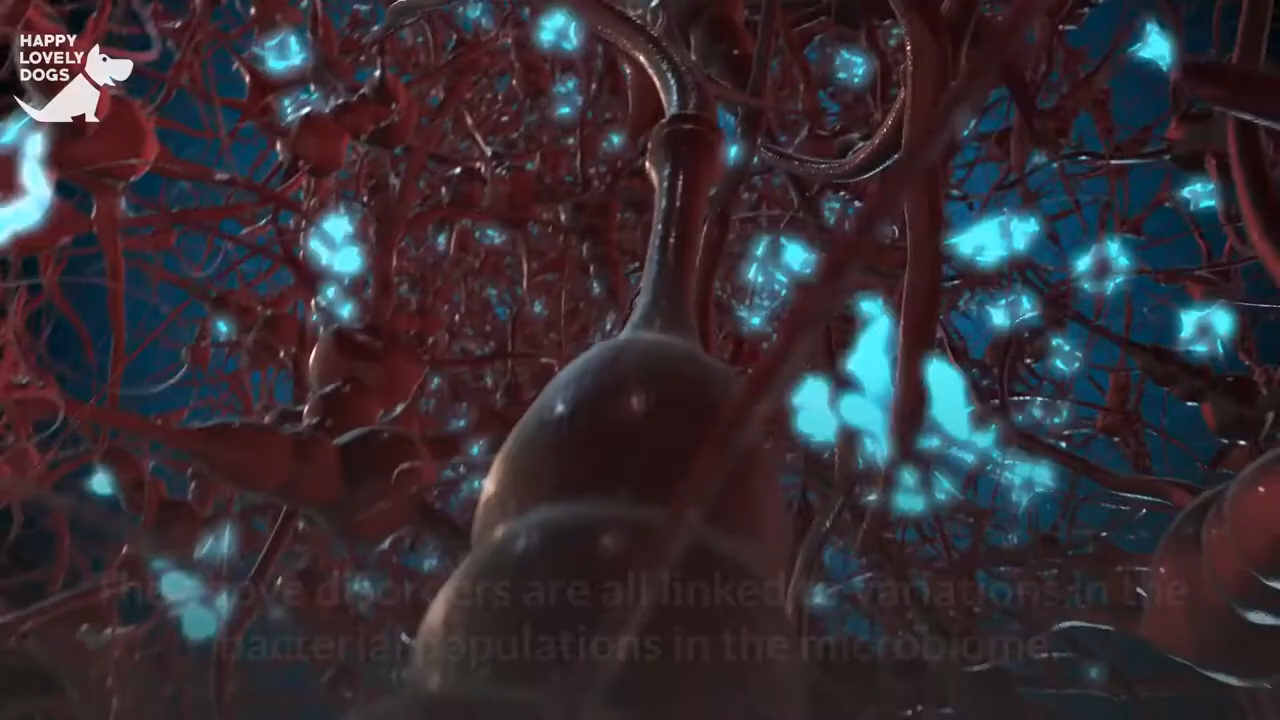 HAPPY
LOVELY
DOGS
The above disorders are all linked to variations in the
bacterial populations in the microbiome.